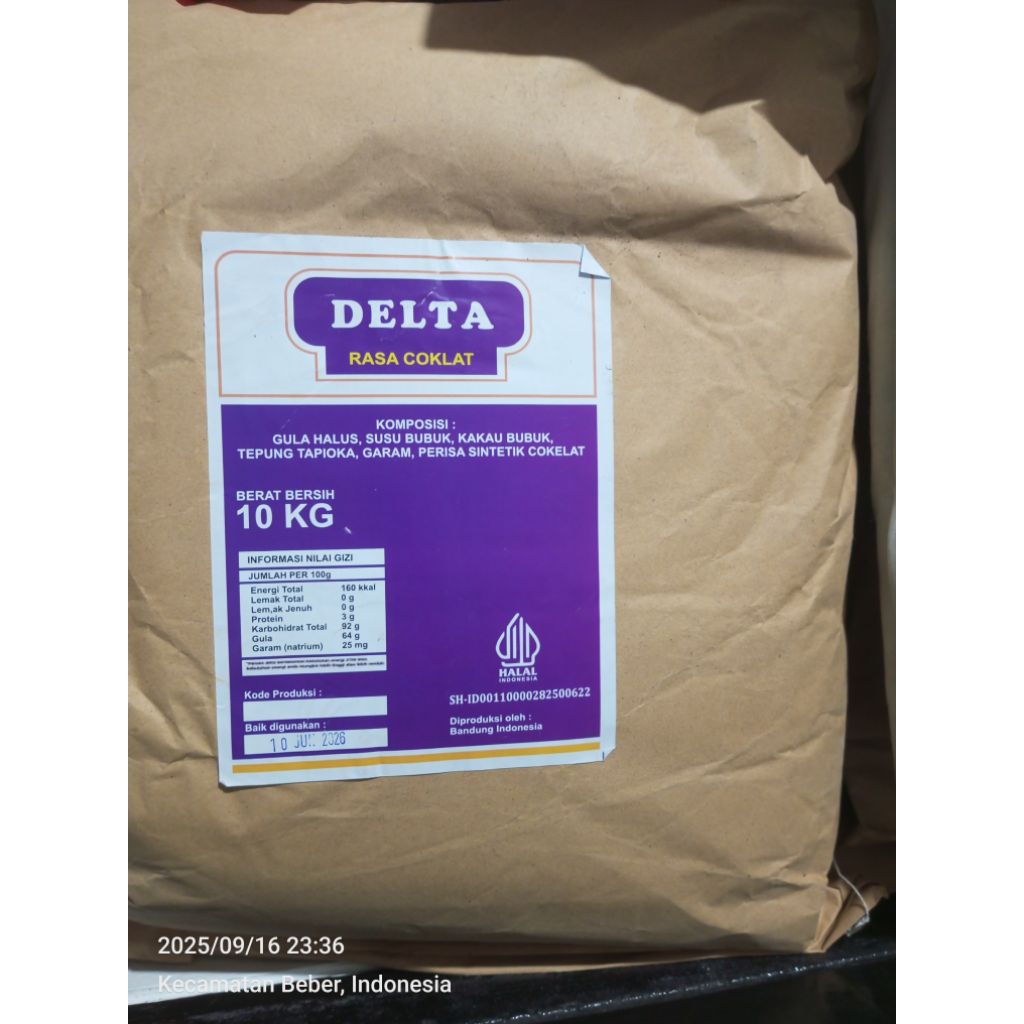 DELTA
RASA COKLAT
KOMPOSISI :
GULA HALUS, SUSU BUBUK, KAKAU BUBUK,
TEPUNG TAPIOKA, GARAM, PERISA SINTETIK COKELAT
BERAT BERSIH
10 KG
INFORMASI NILAI GIZI
JUMLAH PER 100g
Energi Total 160 kkal
Lemak Total 0 g
Lem,ak Jenuh 0 g
Protein 3 g
Karbohidrat Total 92 g
Gula 64 g
Garam (natrium) 25 mg
Kode Produksi :
Baik digunakan :
10 JUN 2026
HALAL
INDONESIA
SH-ID00110000282500622
Diproduksi oleh :
Bandung Indonesia
2025/09/16 23:36
Kecamatan Beber, Indonesia